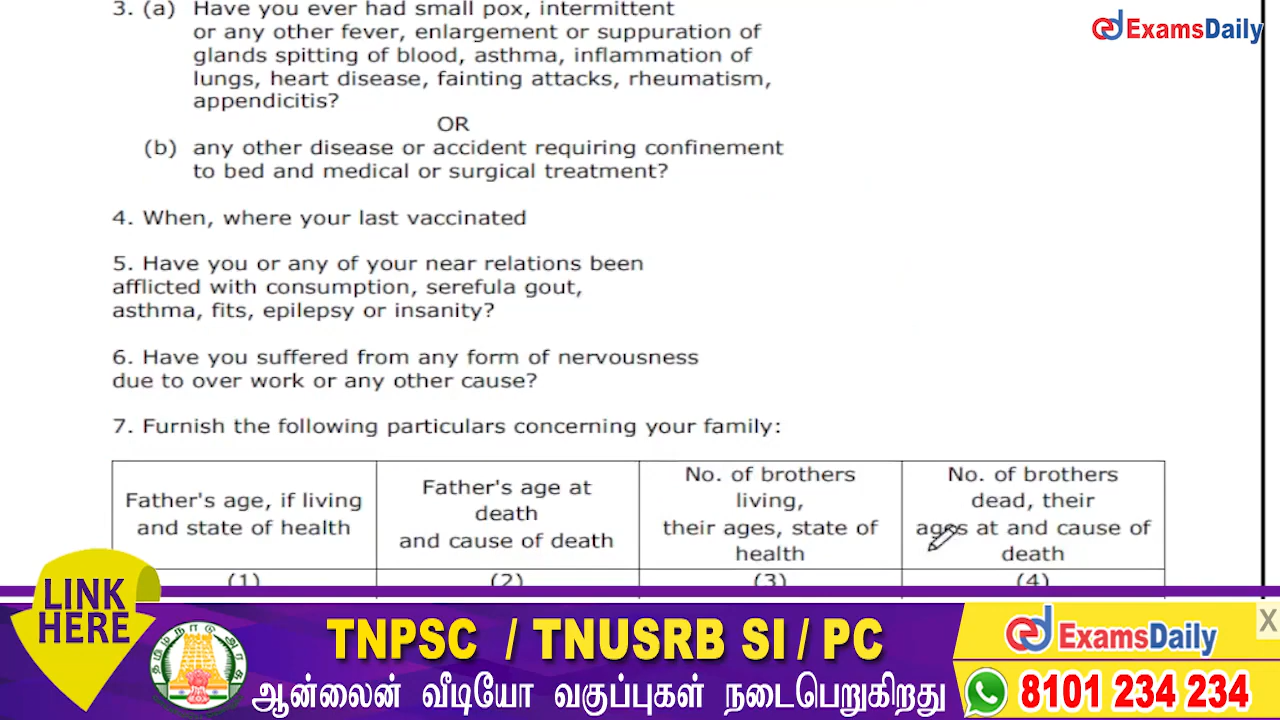 3. (a) Have you ever had small pox, intermittent
or any other fever, enlargement or suppuration of
glands spitting of blood, asthma, inflammation of
lungs, heart disease, fainting attacks, rheumatism,
appendicitis?
OR
(b) any other disease or accident requiring confinement
to bed and medical or surgical treatment?
4. When, where your last vaccinated
5. Have you or any of your near relations been
afflicted with consumption, serefula gout,
asthma, fits, epilepsy or insanity?
6. Have you suffered from any form of nervousness
due to over work or any other cause?
7. Furnish the following particulars concerning your family:
Father's age, if living
and state of health
Father's age at
death
and cause of death
No. of brothers
living,
their ages, state of
health
No. of brothers
dead, their
ages at and cause of
death
(1) (2) (3) (4)
ExamsDaily
LINK
HERE
TNPSC / TNUSRB SI / PC
ஆன்லைன் வீடியோ வகுப்புகள் நடைபெறுகிறது
ExamsDaily
8101 234 234
X